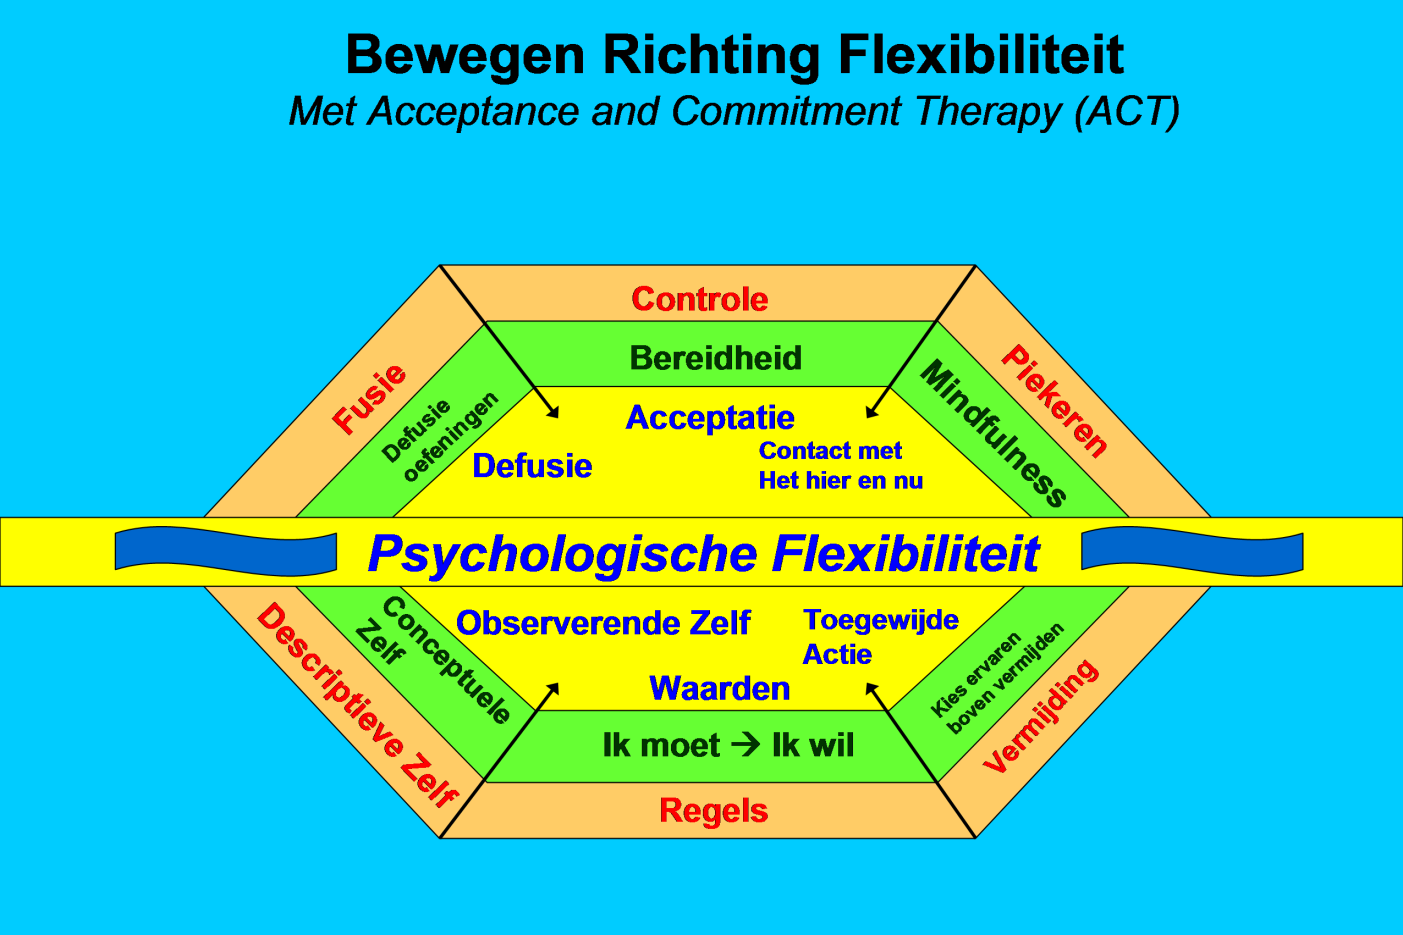 Bewegen Richting Flexibiliteit
Met Acceptance and Commitment Therapy (ACT)
Controle
Bereidheid
Fusie
Defusie
oefeningen
Piekeren
Mindfulness
Acceptatie
Contact met
Het hier en nu
Defusie
Psychologische Flexibiliteit
Observerende Zelf
Toegewijde
Actie
Waarden
Conceptuele
Zelf
Descriptieve Zelf
Kies ervaren
boven vermijden
Vermijding
Ik moet → Ik wil
Regels